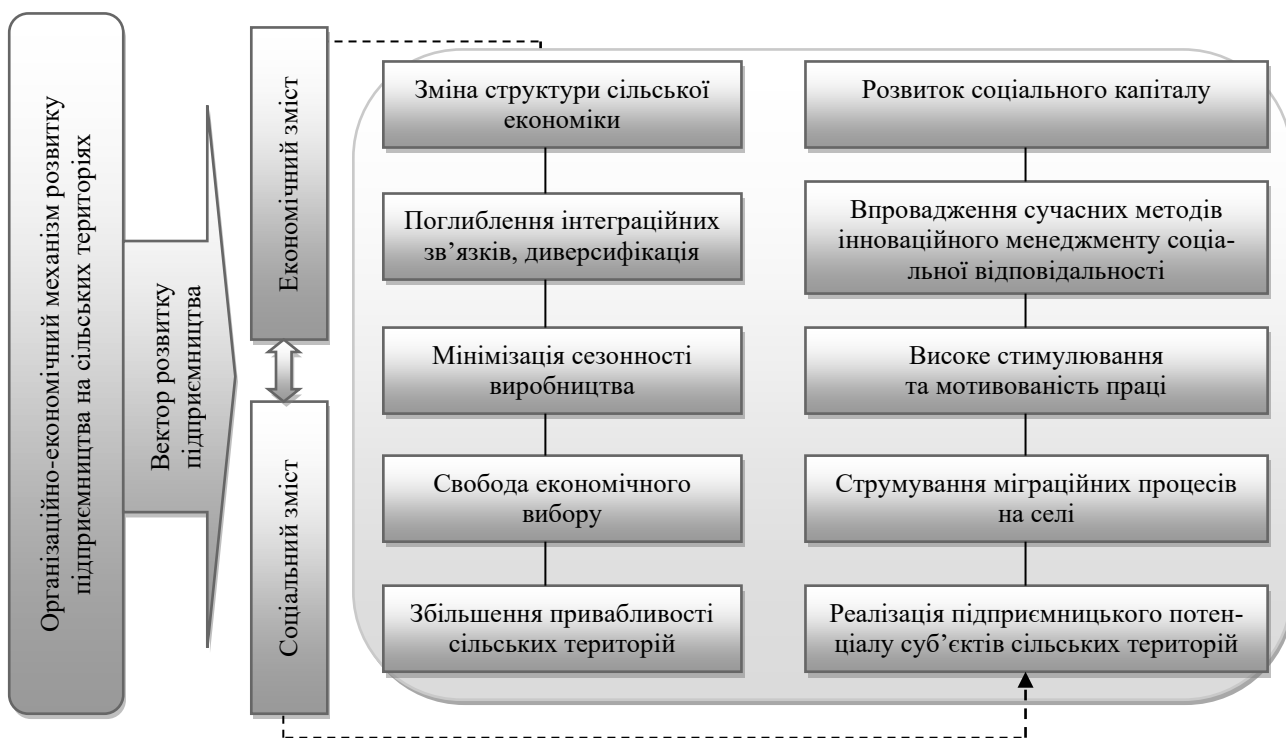 Організаційно-економічний механізм розвитку
підприємництва на сільських територіях
Вектор розвитку
підприємництва
Економічний зміст
Соціальний зміст
Зміна структури сільської
економіки
Поглиблення інтеграційних
зв’язків, диверсифікація
Мінімізація сезонності
виробництва
Свобода економічного
вибору
Збільшення привабливості
сільських територій
Розвиток соціального капіталу
Впровадження сучасних методів
інноваційного менеджменту соціа-
льної відповідальності
Високе стимулювання
та мотивованість праці
Струмування міграційних процесів
на селі
Реалізація підприємницького потен-
ціалу суб’єктів сільських територій